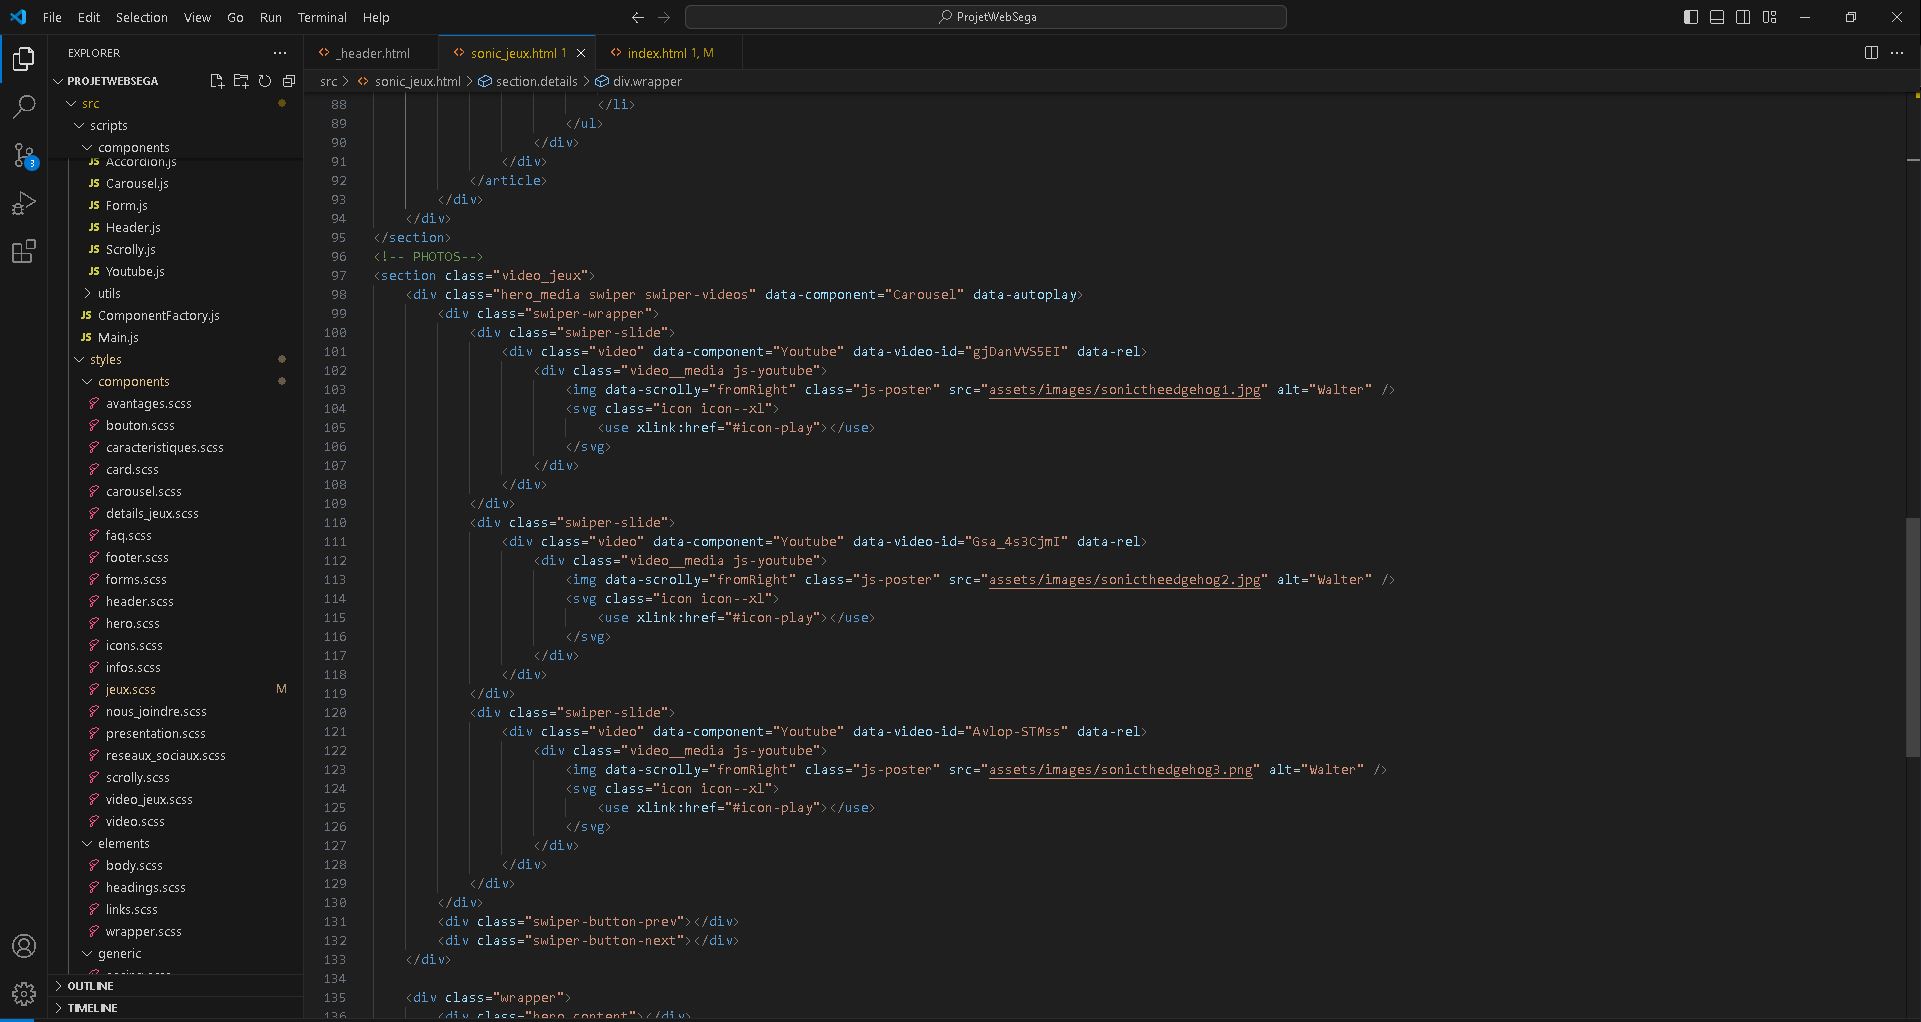 File Edit Selection View Go Run Terminal Help
ProjetWebSega
EXPLORER
PROJETWEBSEGA
src
scripts
components
Accordion.js
Carousel.js
Form.js
Header.js
Scrolly.js
Youtube.js
utils
ComponentFactory.js
Main.js
styles
components
avantages.scss
bouton.scss
caracteristiques.scss
card.scss
carousel.scss
details_jeux.scss
faq.scss
footer.scss
forms.scss
header.scss
hero.scss
icons.scss
infos.scss
jeux.scss M
nous_joindre.scss
presentation.scss
reseaux_sociaux.scss
scrolly.scss
video_jeux.scss
video.scss
elements
body.scss
headings.scss
links.scss
wrapper.scss
generic
OUTLINE
TIMELINE
3
_header.html
sonic_jeux.html 1
index.html 1, M
src > sonic_jeux.html > section.details > div.wrapper
88 </li>
89 </ul>
90 </div>
91 </div>
92 </article>
93 </div>
94 </div>
95 </section>
96 <!-- PHOTOS-->
97 <section class="video_jeux">
98 <div class="hero_media swiper swiper-videos" data-component="Carousel" data-autoplay>
99 <div class="swiper-wrapper">
100 <div class="swiper-slide">
101 <div class="video" data-component="Youtube" data-video-id="gjDanVVS5EI" data-rel>
102 <div class="video__media js-youtube">
103 <img data-scrolly="fromRight" class="js-poster" src="assets/images/sonictheedgehog1.jpg" alt="Walter" />
104 <svg class="icon icon--xl">
105 <use xlink:href="#icon-play"></use>
106 </svg>
107 </div>
108 </div>
109 </div>
110 <div class="swiper-slide">
111 <div class="video" data-component="Youtube" data-video-id="Gsa_4s3CjmI" data-rel>
112 <div class="video__media js-youtube">
113 <img data-scrolly="fromRight" class="js-poster" src="assets/images/sonictheedgehog2.jpg" alt="Walter" />
114 <svg class="icon icon--xl">
115 <use xlink:href="#icon-play"></use>
116 </svg>
117 </div>
118 </div>
119 </div>
120 <div class="swiper-slide">
121 <div class="video" data-component="Youtube" data-video-id="Avlop-STMss" data-rel>
122 <div class="video__media js-youtube">
123 <img data-scrolly="fromRight" class="js-poster" src="assets/images/sonicthedgehog3.png" alt="Walter" />
124 <svg class="icon icon--xl">
125 <use xlink:href="#icon-play"></use>
126 </svg>
127 </div>
128 </div>
129 </div>
130 </div>
131 <div class="swiper-button-prev"></div>
132 <div class="swiper-button-next"></div>
133 </div>
134
135 <div class="wrapper">
136 <div class="hero_content"></div>